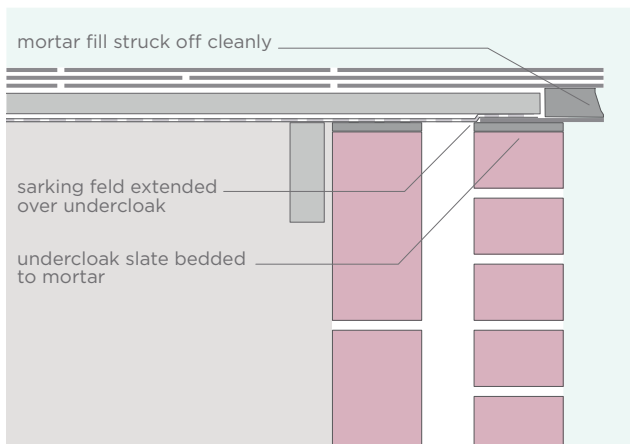 mortar fill struck off cleanly
sarking feld extended
over undercloak
undercloak slate bedded
to mortar